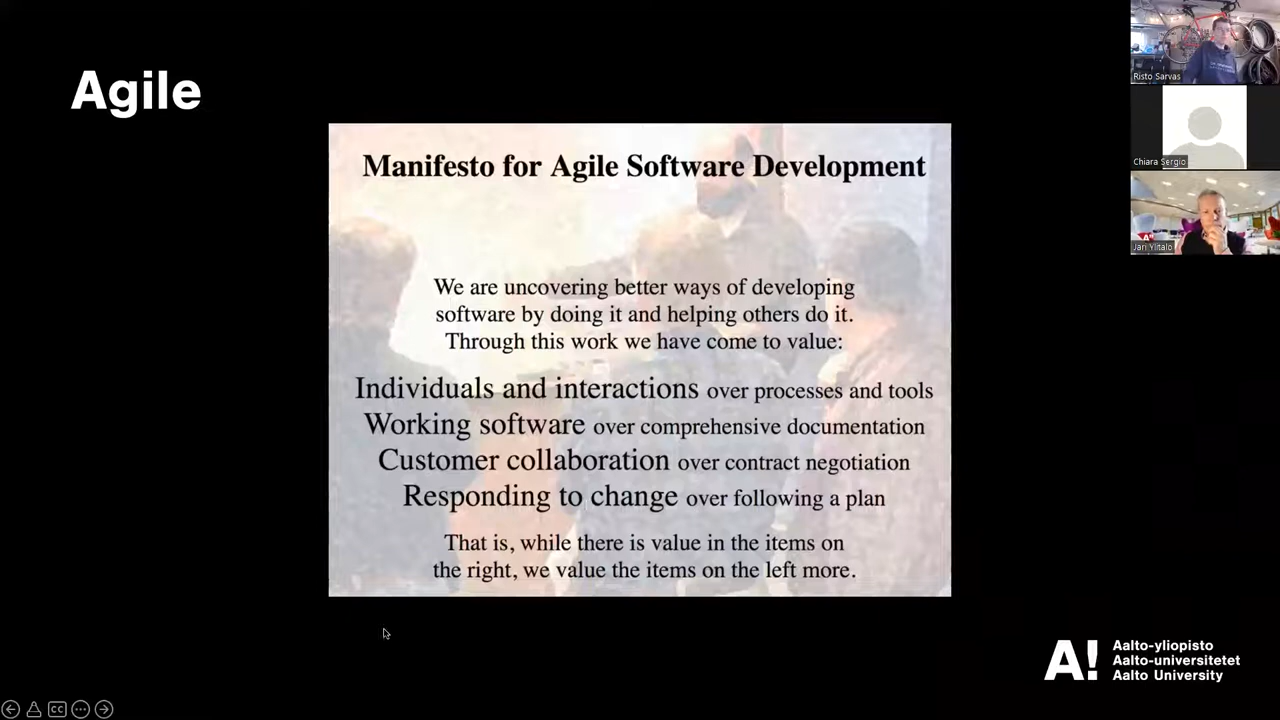 Agile
Manifesto for Agile Software Development
We are uncovering better ways of developing
software by doing it and helping others do it.
Through this work we have come to value:
Individuals and interactions over processes and tools
Working software over comprehensive documentation
Customer collaboration over contract negotiation
Responding to change over following a plan
That is, while there is value in the items on
the right, we value the items on the left more.
Risto Sarvas
Chiara Sergio
Jari Ylitalo
A!
Aalto-yliopisto
Aalto-universitetet
Aalto University
CC